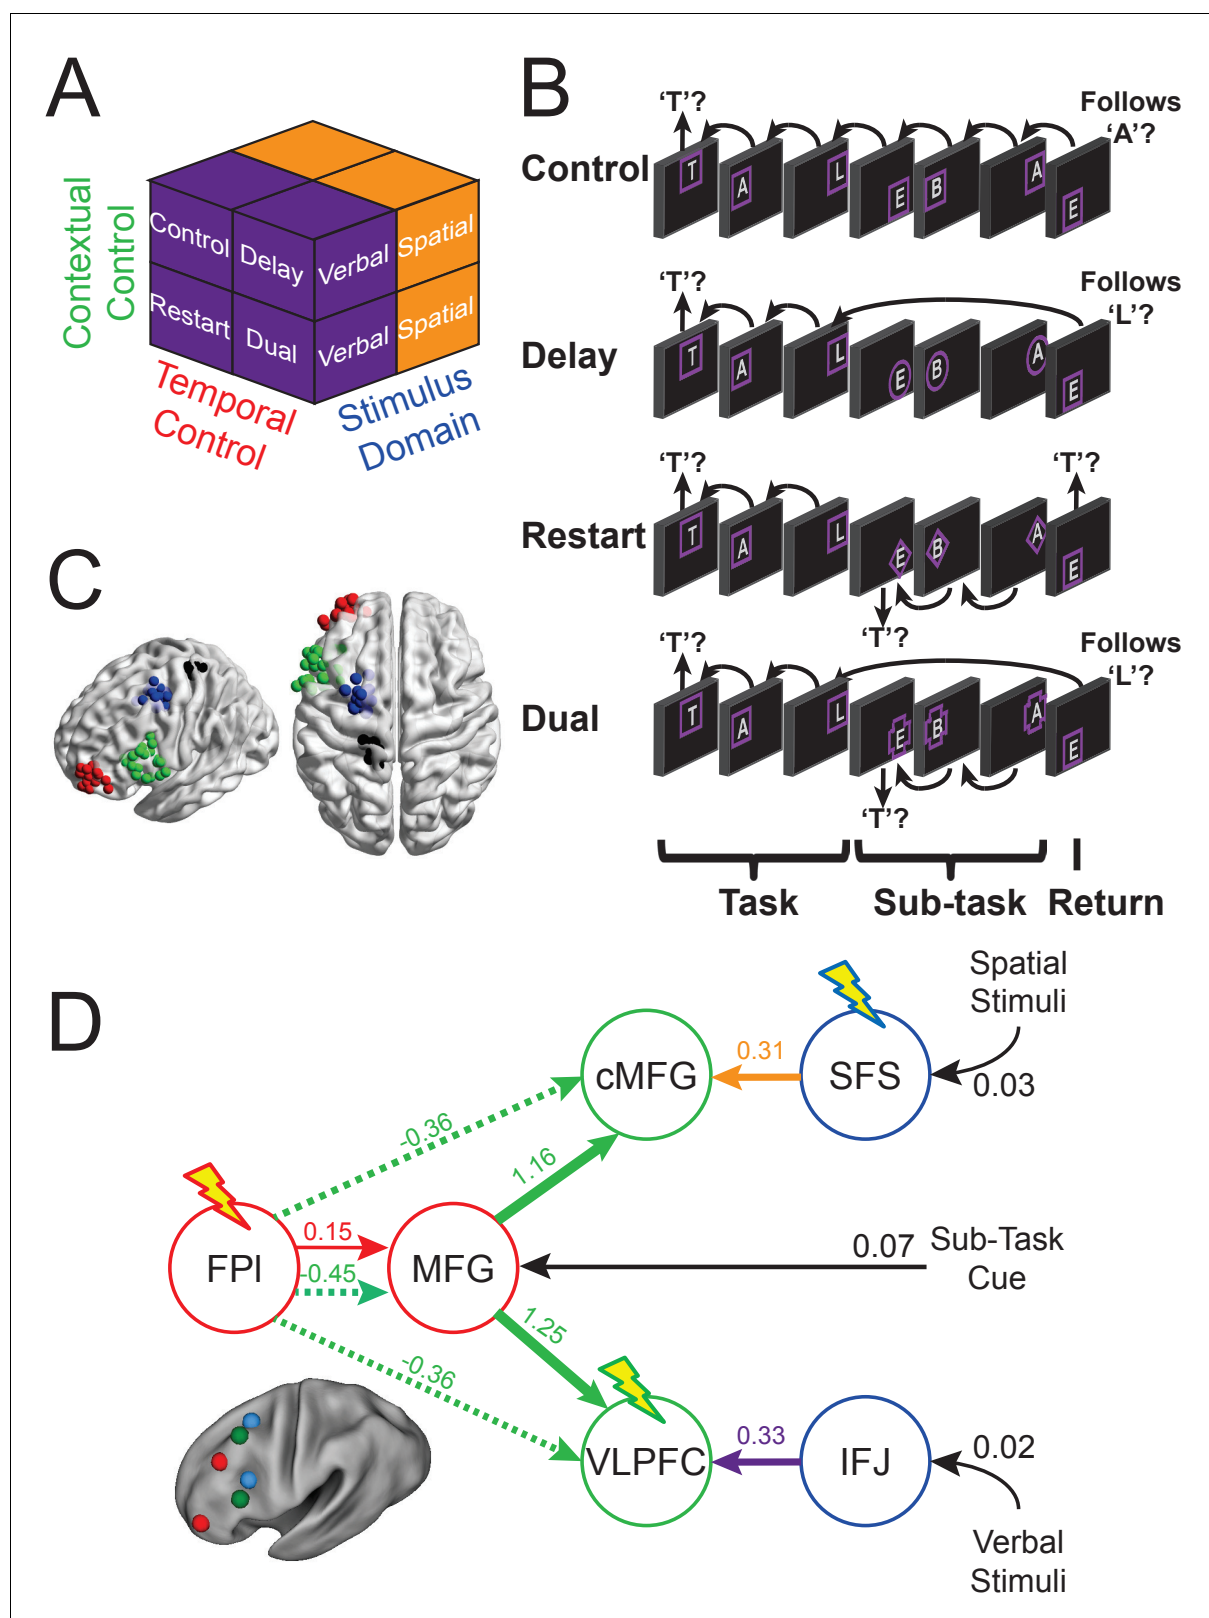 A
Contextual
Control
Control
Delay
Verbal
Spatial
Restart
Dual
Verbal
Spatial
Temporal
Control
Stimulus
Domain
B
Control
'T'?
Follows
'A'?
T
A
L
E
B
A
E
Delay
'T'?
Follows
'L'?
T
A
L
E
B
A
E
Restart
'T'?
'T'?
T
A
L
E
B
A
E
'T'?
Dual
'T'?
Follows
'L'?
T
A
L
E
B
A
E
'T'?
Task
Sub-task
Return
C
D
Spatial
Stimuli
0.03
SFS
0.31
cMFG
-0.36
1.16
FPl
0.15
-0.45
MFG
0.07
Sub-Task
Cue
1.25
-0.36
VLPFC
0.33
IFJ
0.02
Verbal
Stimuli